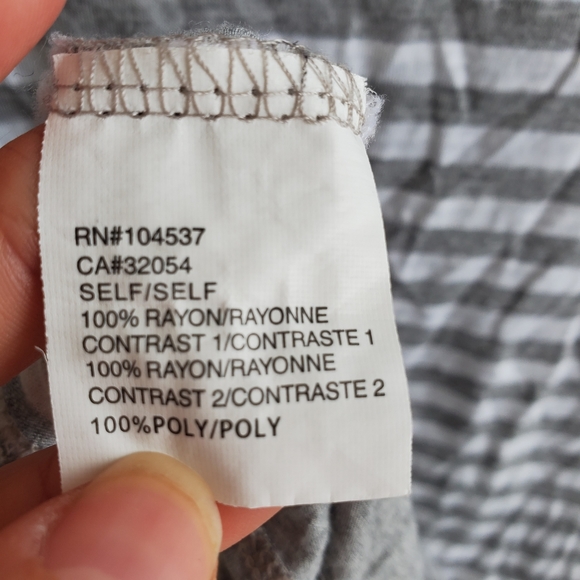 RN#104537
CA#32054
SELF/SELF
100% RAYON/RAYONNE
CONTRAST 1/CONTRASTE 1
100% RAYON/RAYONNE
CONTRAST 2/CONTRASTE 2
100%POLY/POLY